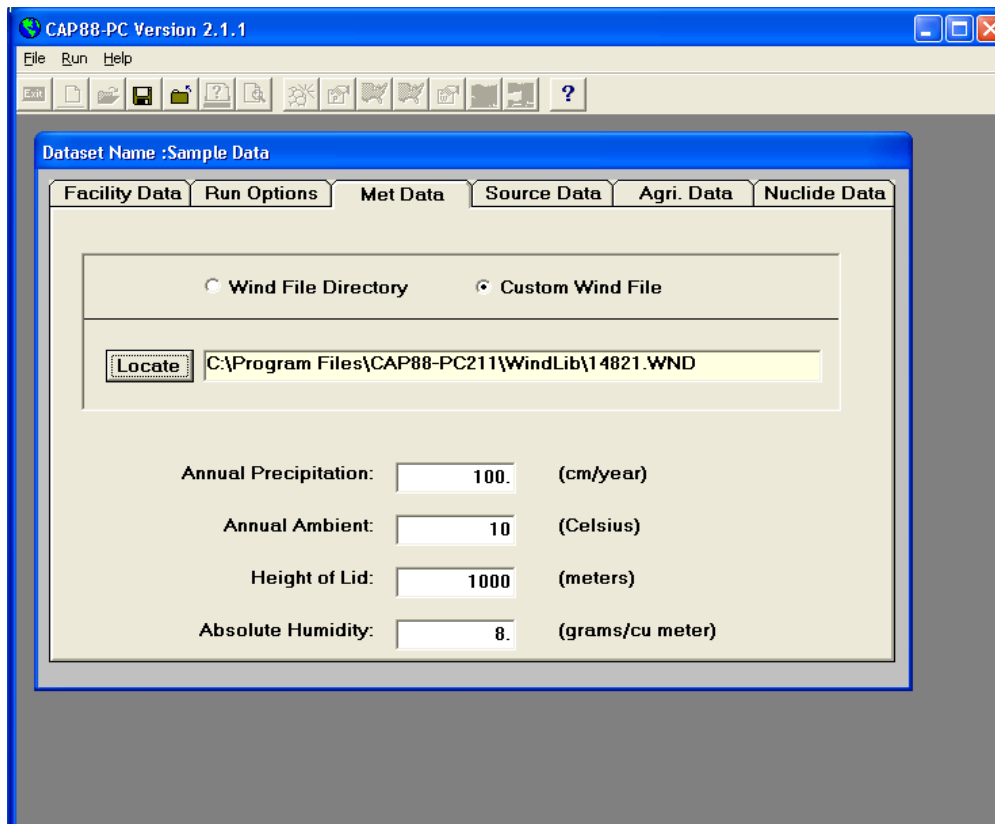 CAP88-PC Version 2.1.1
File Run Help
Exit
?
?
Dataset Name :Sample Data
Facility Data Run Options Met Data Source Data Agri. Data Nuclide Data
Wind File Directory Custom Wind File
Locate C:\Program Files\CAP88-PC211\WindLib\14821.WND
Annual Precipitation: 100. (cm/year)
Annual Ambient: 10 (Celsius)
Height of Lid: 1000 (meters)
Absolute Humidity: 8. (grams/cu meter)